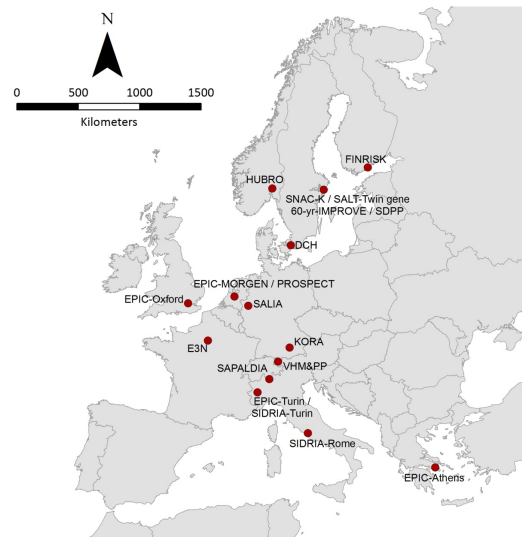 N
0 500 1000 1500
Kilometers
FINRISK
HUBRO
SNAC-K / SALT-Twin gene
60-yr-IMPROVE / SDPP
DCH
EPIC-MORGEN / PROSPECT
EPIC-Oxford
SALIA
E3N
KORA
SAPALDIA
VHM&PP
EPIC-Turin /
SIDRIA-Turin
SIDRIA-Rome
EPIC-Athens